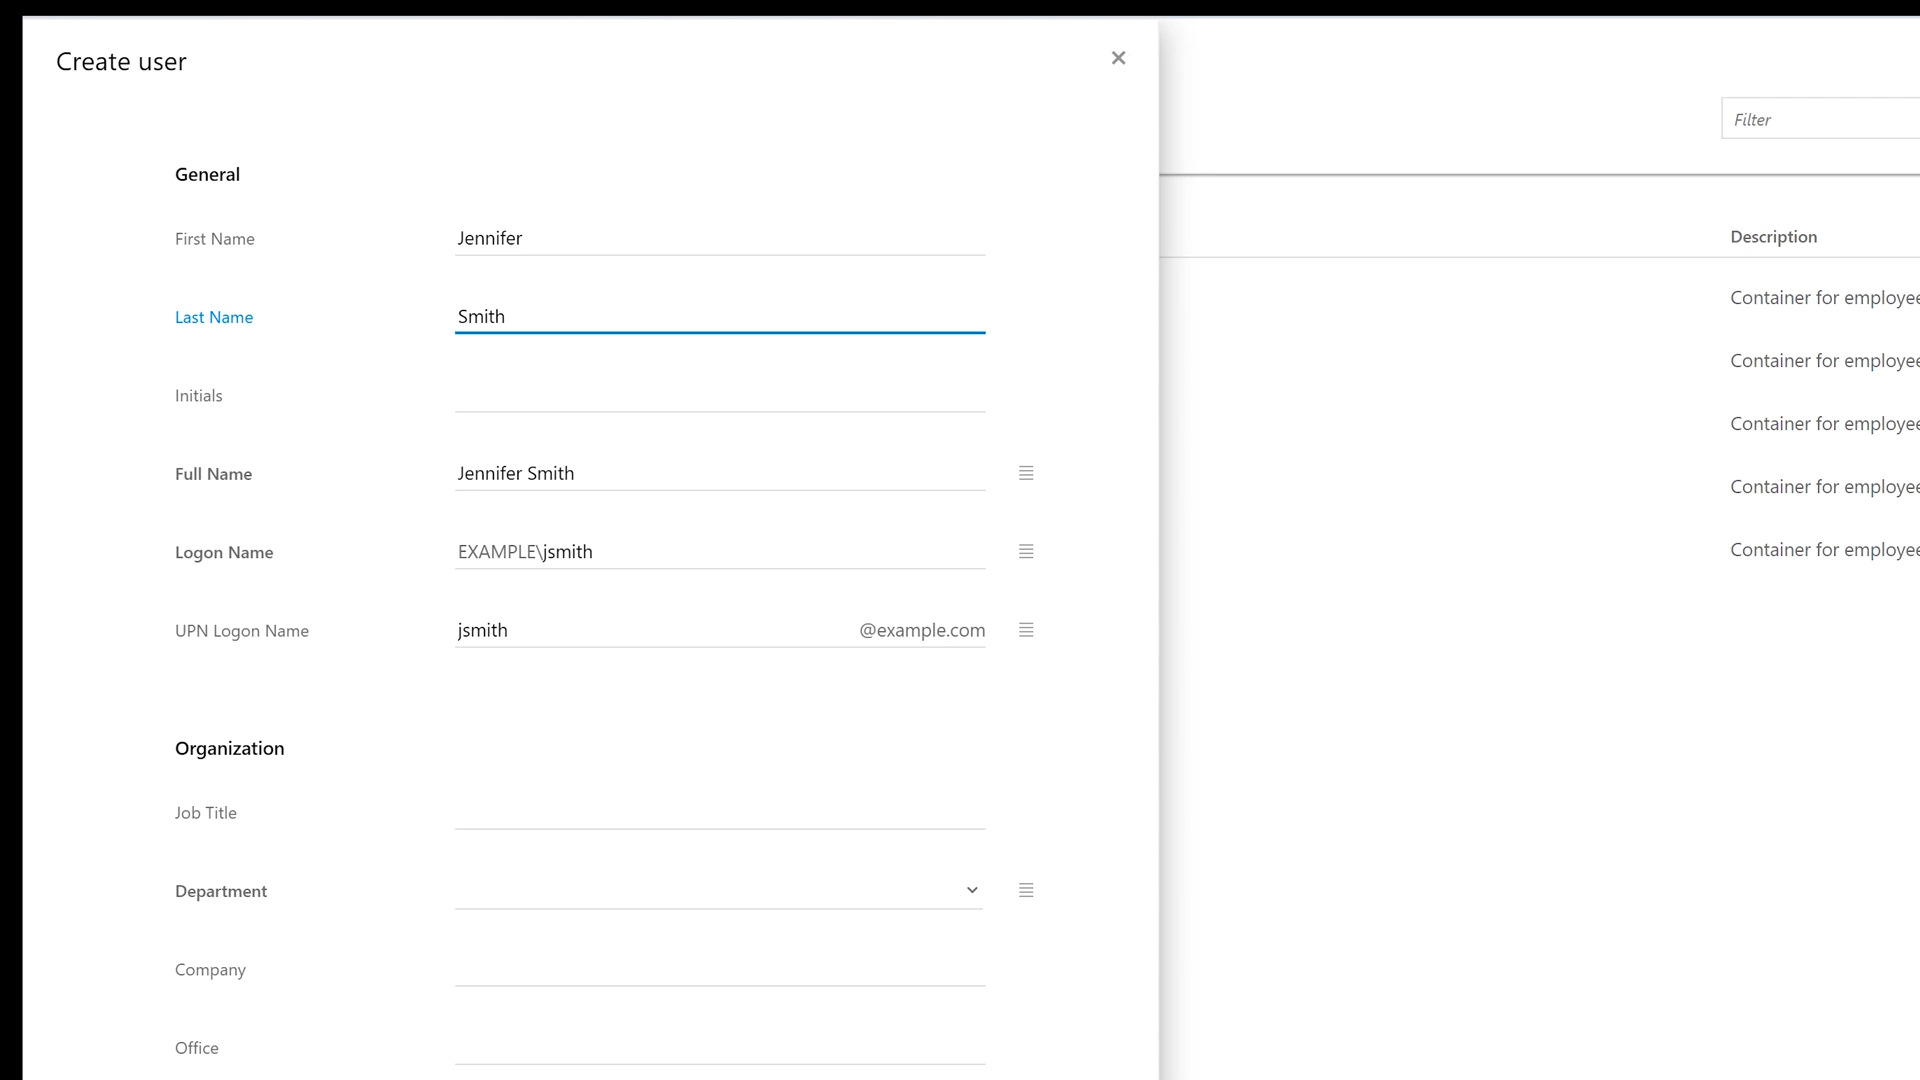 Create user
General
First Name
Jennifer
Last Name
Smith
Initials
Full Name
Jennifer Smith
Logon Name
EXAMPLE\jsmith
UPN Logon Name
jsmith
@example.com
Organization
Job Title
Department
Company
Office
Filter
Description
Container for employee
Container for employee
Container for employee
Container for employee
Container for employee